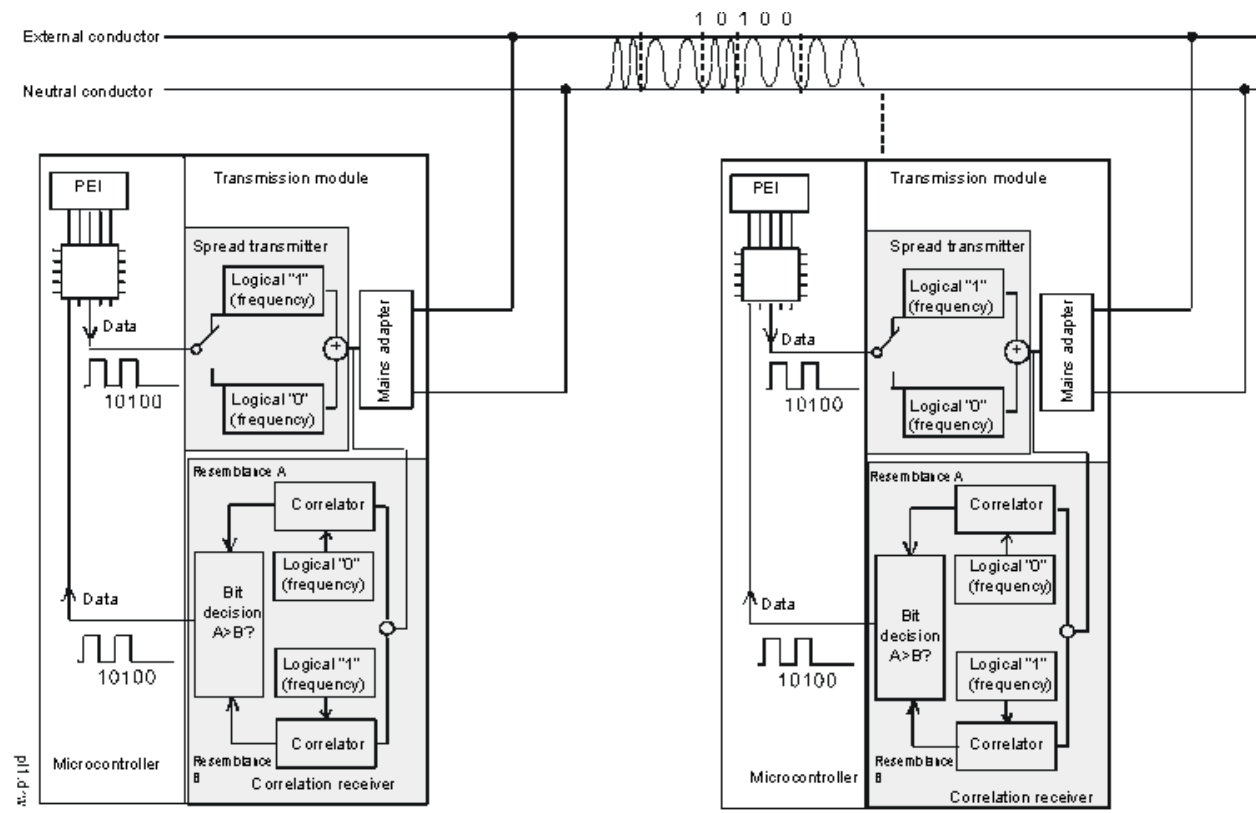 1 0 1 0 0
External conductor
Neutral conductor
PEI
Transmission module
Spread transmitter
Logical "1"
(frequency)
Data
+
Mains adapter
10100
Logical "0"
(frequency)
Resemblance A
Correlator
Logical "0"
(frequency)
Bit
decision
A>B?
Data
10100
Logical "1"
(frequency)
Correlator
Resemblance
B
Microcontroller
Correlation receiver
PEI
Transmission module
Spread transmitter
Logical "1"
(frequency)
Data
+
Mains adapter
10100
Logical "0"
(frequency)
Resemblance A
Correlator
Logical "0"
(frequency)
Bit
decision
A>B?
Data
10100
Logical "1"
(frequency)
Correlator
Resemblance
B
Microcontroller
Correlation receiver